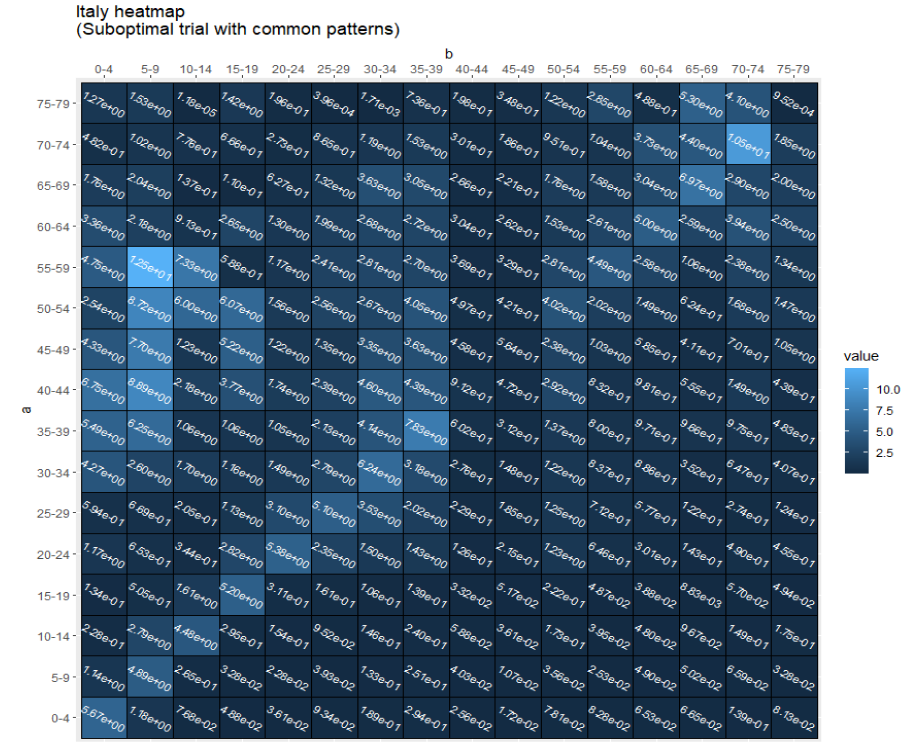 Italy heatmap
(Suboptimal trial with common patterns)
b
0-4 5-9 10-14 15-19 20-24 25-29 30-34 35-39 40-44 45-49 50-54 55-59 60-64 65-69 70-74 75-79
75-79 1.27e+00 1.53e+00 7.18e-05 1.42e+00 1.96e-01 3.96e-04 1.71e-03 7.36e-01 1.98e-01 3.48e-01 1.22e+00 2.65e+00 4.88e-01 5.30e+00 4.10e+00 9.52e-04
70-74 4.82e-01 1.02e+00 7.76e-01 6.66e-01 2.73e-01 8.65e-01 1.19e+00 1.53e+00 3.01e-01 1.86e-01 9.51e-01 1.04e+00 3.73e+00 4.40e+00 1.05e+01 1.85e+00
65-69 1.76e+00 2.04e+00 1.37e-01 1.10e-01 6.27e-01 1.32e+00 3.63e+00 3.05e+00 2.66e-01 2.21e-01 1.76e+00 1.58e+00 3.04e+00 6.97e+00 2.90e+00 2.00e+00
60-64 3.36e+00 2.18e+00 9.13e-01 2.65e+00 1.30e+00 1.99e+00 2.68e+00 2.72e+00 3.04e-01 2.62e-01 1.53e+00 2.61e+00 5.00e+00 2.59e+00 3.94e+00 2.50e+00
55-59 4.75e+00 1.25e+01 7.33e+00 5.88e-01 1.17e+00 2.41e+00 2.81e+00 2.70e+00 3.69e-01 3.29e-01 2.81e+00 4.49e+00 2.58e+00 1.06e+00 2.38e+00 1.34e+00
50-54 2.54e+00 8.72e+00 6.00e+00 6.07e+00 1.56e+00 2.56e+00 2.67e+00 4.05e+00 4.97e-01 4.21e-01 4.02e+00 2.02e+00 1.49e+00 6.24e-01 1.68e+00 1.47e+00
45-49 4.33e+00 7.70e+00 1.23e+00 5.22e+00 1.22e+00 1.35e+00 3.35e+00 3.63e+00 4.58e-01 5.64e-01 2.38e+00 1.03e+00 5.85e-01 4.11e-01 7.01e-01 1.05e+00
40-44 6.75e+00 8.89e+00 2.18e+00 3.77e+00 1.74e+00 2.39e+00 4.60e+00 4.39e+00 9.12e-01 4.72e-01 2.92e+00 8.32e-01 9.81e-01 5.55e-01 1.49e+00 4.39e-01
a
35-39 5.49e+00 6.25e+00 1.06e+00 1.06e+00 1.05e+00 2.13e+00 4.14e+00 7.83e+00 6.02e-01 3.12e-01 1.37e+00 8.00e-01 9.71e-01 9.66e-01 9.75e-01 4.83e-01
30-34 4.27e+00 2.60e+00 1.70e+00 1.16e+00 1.49e+00 2.79e+00 6.24e+00 3.18e+00 2.76e-01 1.48e-01 1.22e+00 8.37e-01 8.86e-01 3.52e-01 6.47e-01 4.07e-01
25-29 5.94e-01 6.69e-01 2.05e-01 1.13e+00 3.10e+00 5.10e+00 3.53e+00 2.02e+00 2.29e-01 1.85e-01 1.25e+00 7.12e-01 5.77e-01 1.22e-01 2.74e-01 1.24e-01
20-24 1.17e+00 6.53e-01 3.44e-01 2.82e+00 5.38e+00 2.35e+00 1.50e+00 1.43e+00 1.26e-01 2.15e-01 1.23e+00 6.46e-01 3.01e-01 1.43e-01 4.90e-01 4.55e-01
15-19 1.34e-01 5.05e-01 1.61e+00 5.20e+00 3.11e-01 1.61e-01 1.06e-01 1.39e-01 3.32e-02 5.17e-02 2.22e-01 4.87e-02 3.88e-02 8.83e-03 5.70e-02 4.94e-02
10-14 2.28e-01 2.79e+00 4.48e+00 2.95e-01 1.54e-01 9.52e-02 1.46e-01 2.40e-01 5.88e-02 3.61e-02 1.73e-01 3.95e-02 4.80e-02 9.67e-02 1.49e-01 1.75e-01
5-9 1.14e+00 4.89e+00 2.65e-01 3.28e-02 2.28e-02 3.93e-02 1.33e-01 2.51e-01 4.03e-02 1.07e-02 3.56e-02 2.53e-02 4.90e-02 5.02e-02 6.59e-02 3.28e-02
0-4 5.67e+00 1.18e+00 7.68e-02 4.88e-02 3.61e-02 9.34e-02 1.89e-01 2.94e-01 2.58e-02 1.72e-02 7.81e-02 8.28e-02 6.53e-02 6.65e-02 1.39e-01 8.13e-02
value
10.0
7.5
5.0
2.5